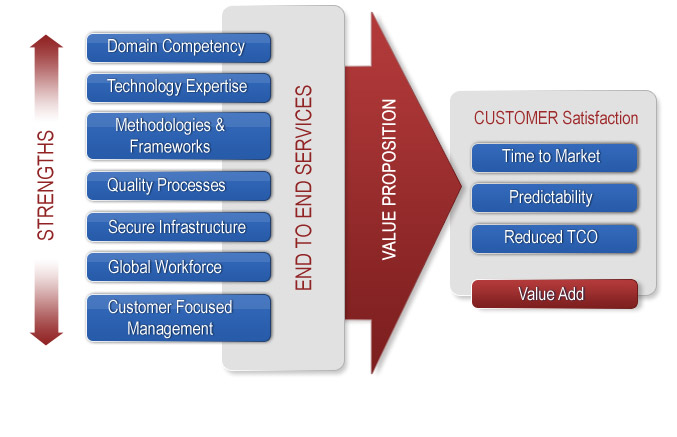 STRENGTHS
Domain Competency
Technology Expertise
Methodologies &
Frameworks
Quality Processes
Secure Infrastructure
Global Workforce
Customer Focused
Management
END TO END SERVICES
VALUE PROPOSITION
CUSTOMER Satisfaction
Time to Market
Predictability
Reduced TCO
Value Add